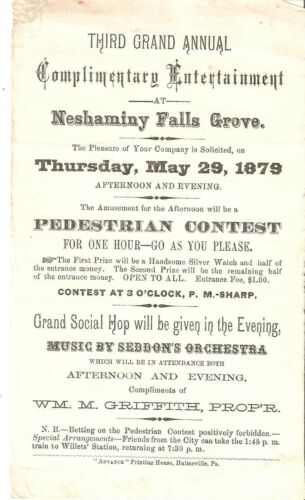 THIRD GRAND ANNUAL
Complimentary Entertainment
—AT—
Neshaminy Falls Grove.
The Pleasure of Your Company is Solicited, on
Thursday, May 29, 1879
AFTERNOON AND EVENING.
The Amusement for the Afternoon will be a
PEDESTRIAN CONTEST
FOR ONE HOUR—GO AS YOU PLEASE.
☞The First Prize will be a Handsome Silver Watch and half of
the entrance money. The Second Prize will be the remaining half
of the entrance money. OPEN TO ALL. Entrance Fee, $1.00.
CONTEST AT 3 O'CLOCK, P. M.-SHARP.
Grand Social Hop will be given in the Evening,
MUSIC BY SEDDON'S ORCHESTRA
WHICH WILL BE IN ATTENDANCE BOTH
AFTERNOON AND EVENING.
Compliments of
WM. M. GRIFFITH, PROP'R.
N. B.—Betting on the Pedestrian Contest positively forbidden.—
Special Arrangements—Friends from the City can take the 1:45 p. m.
train to Willets' Station, returning at 7:39 p. m.
"ADVANCE" Printing House, Hulmeville, Pa.